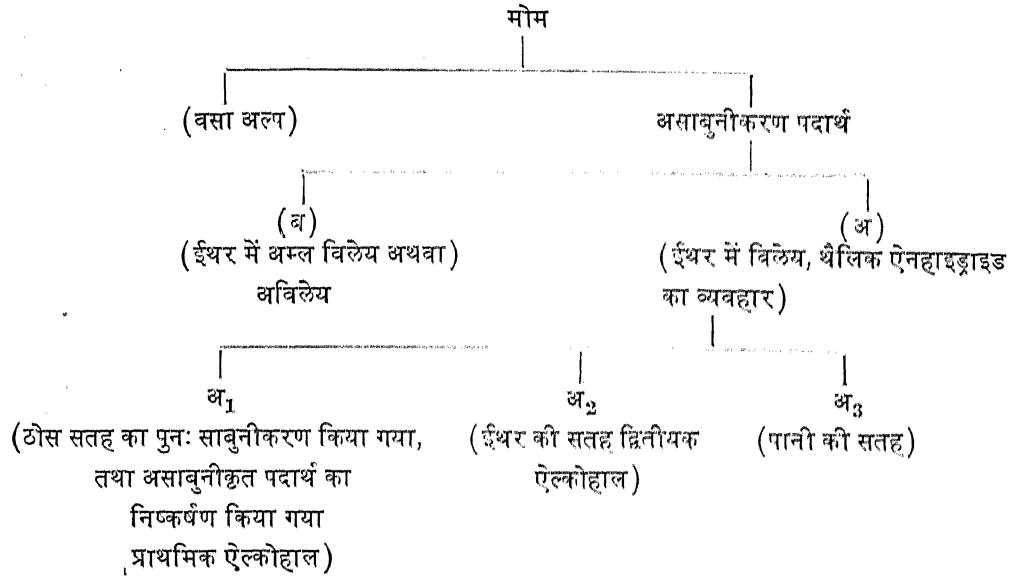 मोम
(वसा अल्प)
असाबुनीकरण पदार्थ
(ब)
(ईथर में अम्ल विलेय अथवा)
अविलेय
(अ)
(ईथर में विलेय, थैलिक ऐनहाइड्राइड
का व्यवहार)
अ₁
(ठोस सतह का पुनः साबुनीकरण किया गया,
तथा असाबुनीकृत पदार्थ का
निष्कर्षण किया गया
प्राथमिक ऐल्कोहाल)
अ₂
(ईथर की सतह द्वितीयक
ऐल्कोहाल)
अ₃
(पानी की सतह)